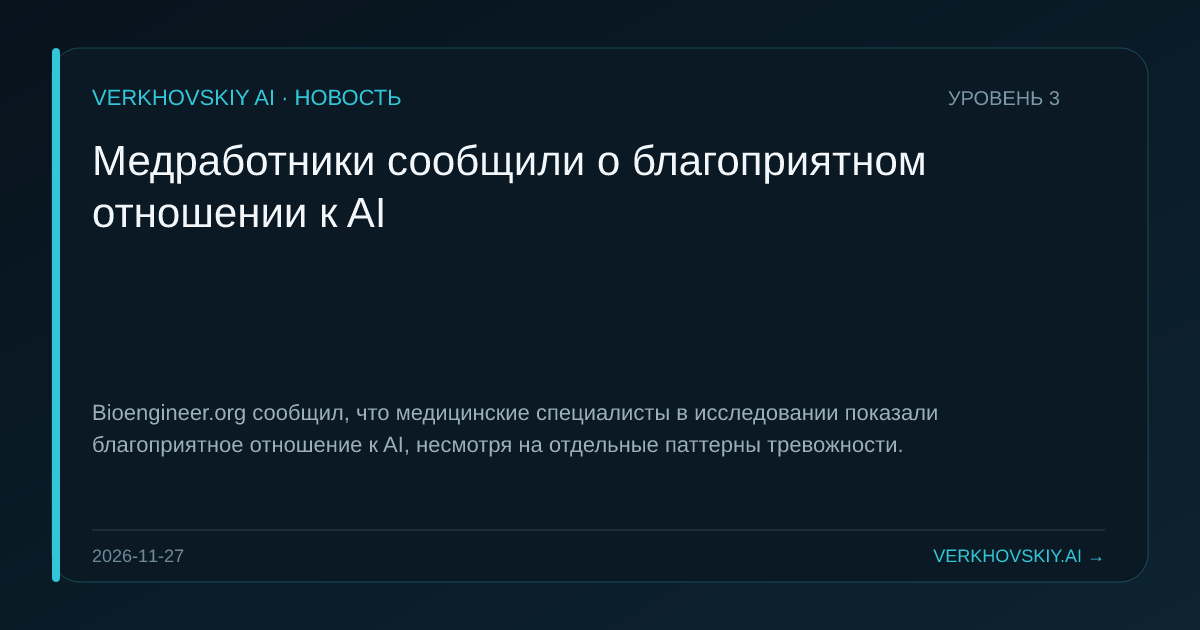 VERKHOVSKIY AI · НОВОСТЬ
УРОВЕНЬ 3
Медработники сообщили о благоприятном
отношении к AI
Bioengineer.org сообщил, что медицинские специалисты в исследовании показали
благоприятное отношение к AI, несмотря на отдельные паттерны тревожности.
2026-11-27
VERKHOVSKIY.AI →